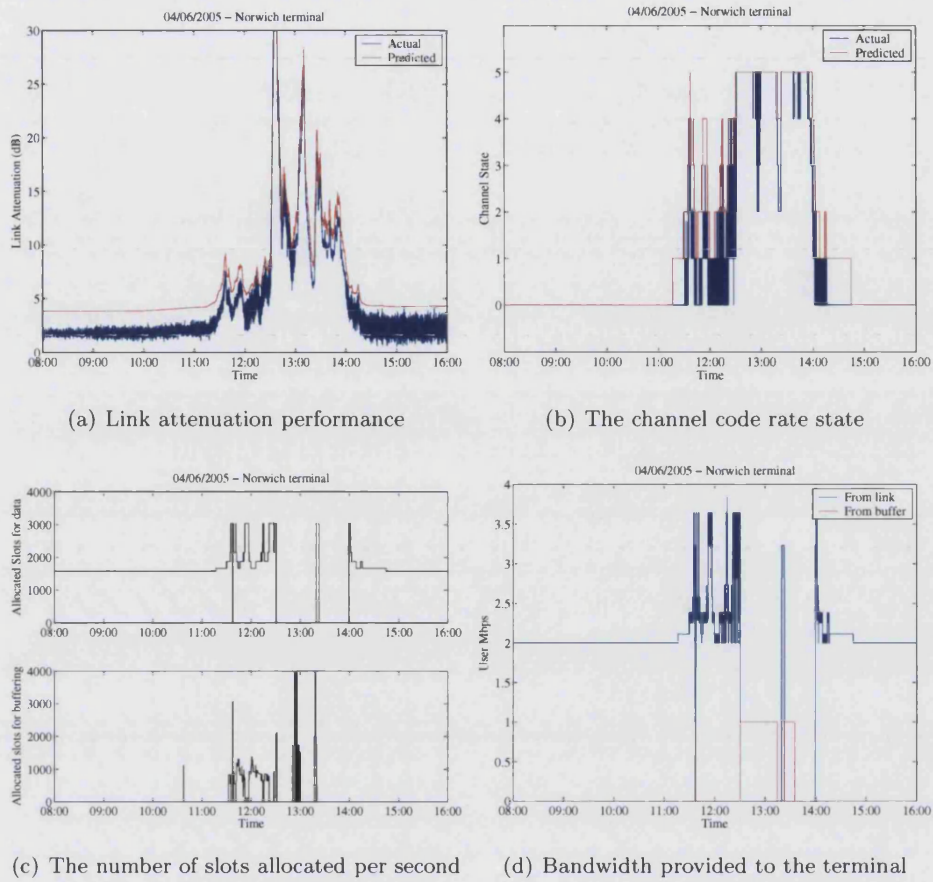 04/06/2005 – Norwich terminal
30
25
20
15
10
5
0
Link Attenuation (dB)
Actual
Predicted
08:00 09:00 10:00 11:00 12:00 13:00 14:00 15:00 16:00
Time
(a) Link attenuation performance
04/06/2005 – Norwich terminal
6
5
4
3
2
1
0
Channel State
Actual
Predicted
08:00 09:00 10:00 11:00 12:00 13:00 14:00 15:00 16:00
Time
(b) The channel code rate state
04/06/2005 – Norwich terminal
4000
3000
2000
1000
0
Allocated Slots for data
08:00 09:00 10:00 11:00 12:00 13:00 14:00 15:00 16:00
4000
3000
2000
1000
0
Allocated slots for buffering
08:00 09:00 10:00 11:00 12:00 13:00 14:00 15:00 16:00
Time
(c) The number of slots allocated per second
04/06/2005 – Norwich terminal
4
3.5
3
2.5
2
1.5
1
0.5
0
User Mbps
From link
From buffer
08:00 09:00 10:00 11:00 12:00 13:00 14:00 15:00 16:00
Time
(d) Bandwidth provided to the terminal